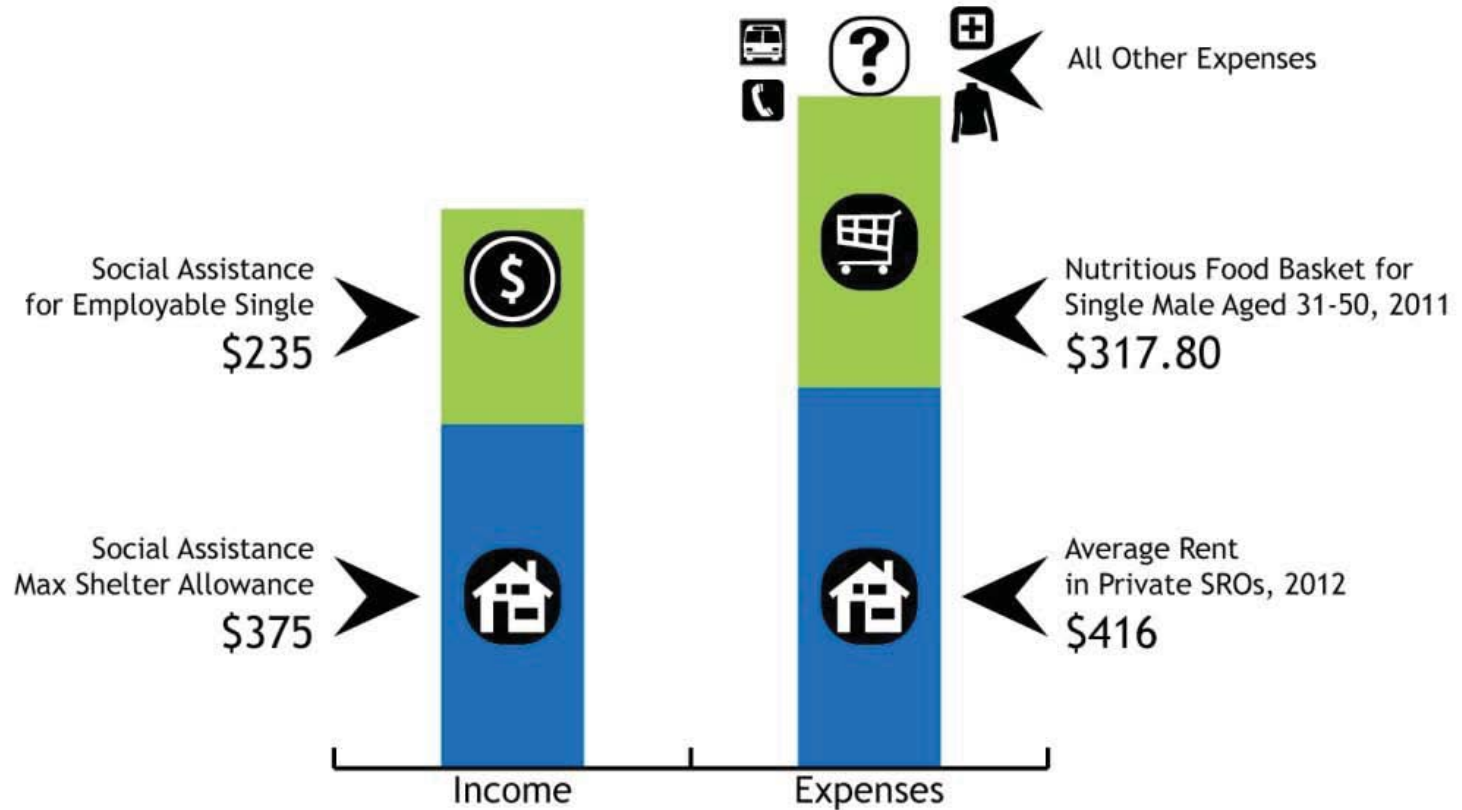 All Other Expenses
Social Assistance
for Employable Single
$235
Nutritious Food Basket for
Single Male Aged 31-50, 2011
$317.80
Social Assistance
Max Shelter Allowance
$375
Average Rent
in Private SROs, 2012
$416
Income
Expenses
?
$